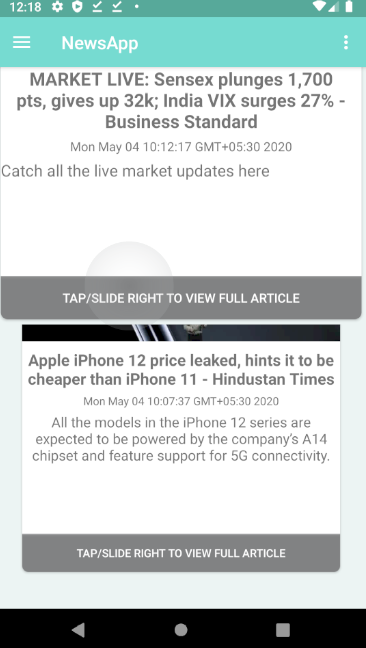 12:18
NewsApp
MARKET LIVE: Sensex plunges 1,700
pts, gives up 32k; India VIX surges 27% -
Business Standard
Mon May 04 10:12:17 GMT+05:30 2020
Catch all the live market updates here
TAP/SLIDE RIGHT TO VIEW FULL ARTICLE
Apple iPhone 12 price leaked, hints it to be
cheaper than iPhone 11 - Hindustan Times
Mon May 04 10:07:37 GMT+05:30 2020
All the models in the iPhone 12 series are
expected to be powered by the company's A14
chipset and feature support for 5G connectivity.
TAP/SLIDE RIGHT TO VIEW FULL ARTICLE